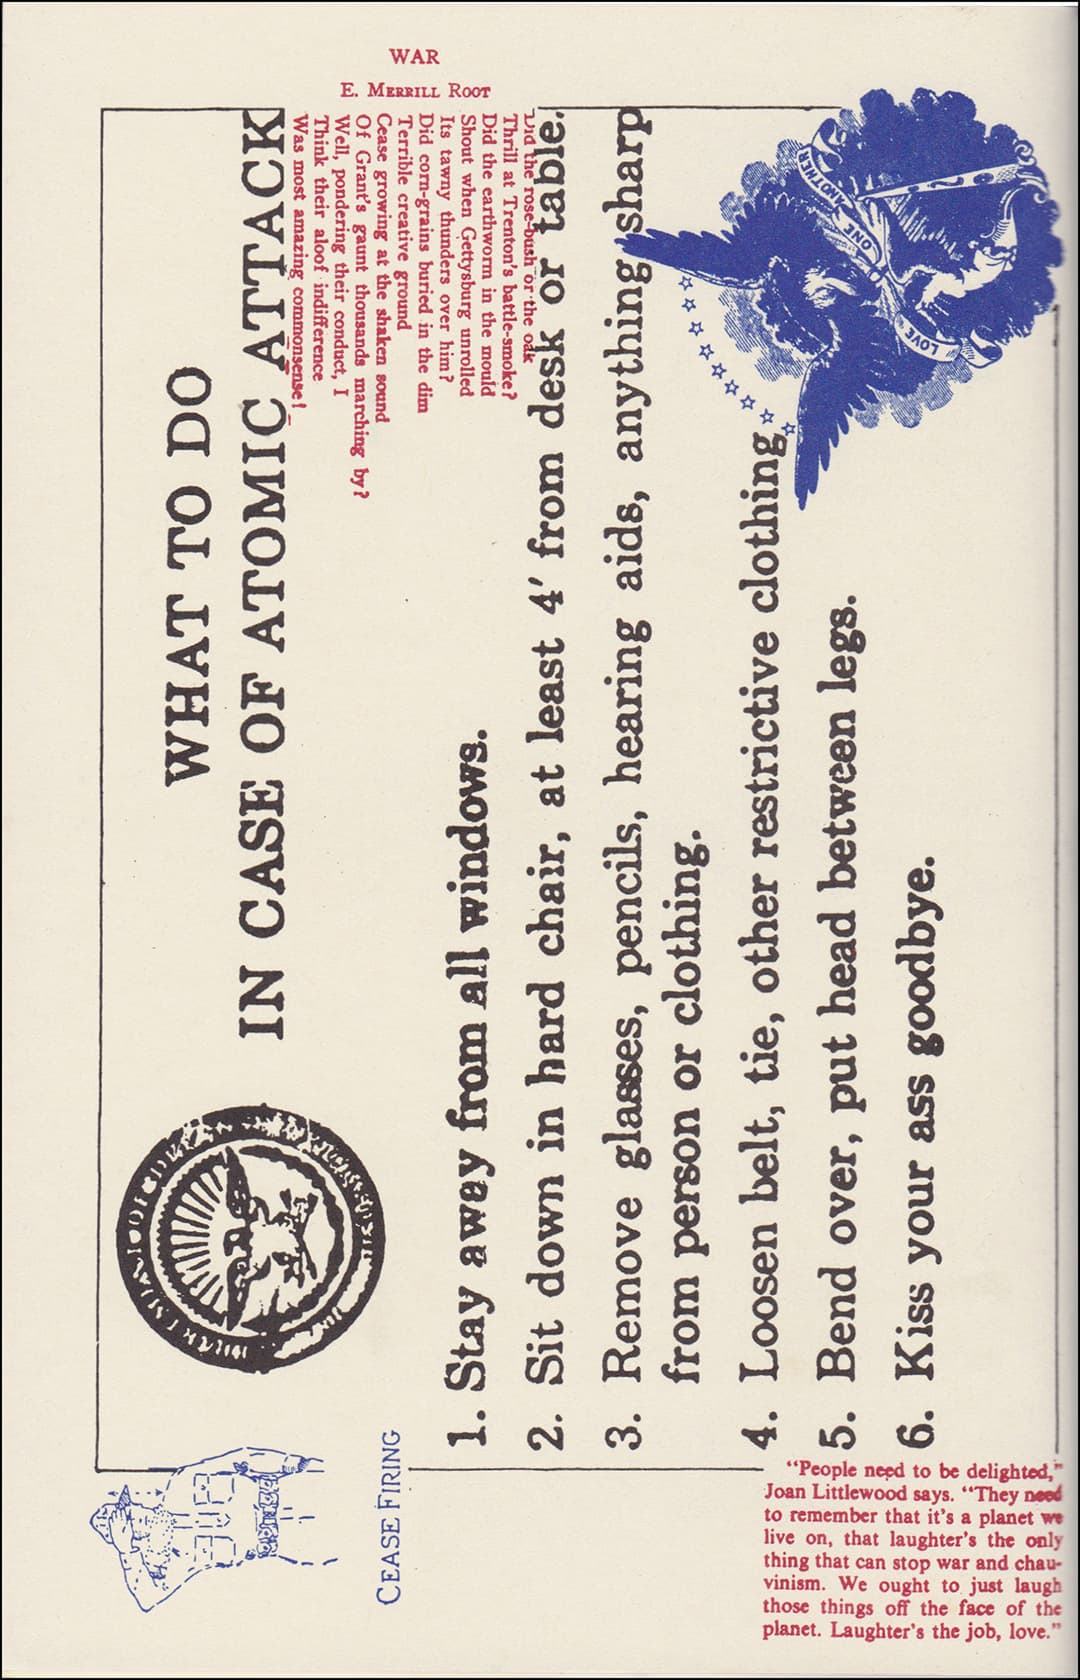 WAR
E. Merrill Root
Did the rose-bush or the oak
Thrill at Trenton's battle-smoke?
Did the earthworm in the mould
Shout when Gettysburg unrolled
Its tawny thunders over him?
Did corn-grains buried in the dim
Terrible creative ground
Cease growing at the shaken sound
Of Grant's gaunt thousands marching by?
Well, pondering their conduct, I
Think their aloof indifference
Was most amazing commonsense!
WHAT TO DO
IN CASE OF ATOMIC ATTACK
1. Stay away from all windows.
2. Sit down in hard chair, at least 4' from desk or table.
3. Remove glasses, pencils, hearing aids, anything sharp
from person or clothing.
4. Loosen belt, tie, other restrictive clothing
5. Bend over, put head between legs.
6. Kiss your ass goodbye.
LOVE ONE ANOTHER
CEASE FIRING
"People need to be delighted,"
Joan Littlewood says. "They need
to remember that it's a planet we
live on, that laughter's the only
thing that can stop war and chau-
vinism. We ought to just laugh
those things off the face of the
planet. Laughter's the job, love."